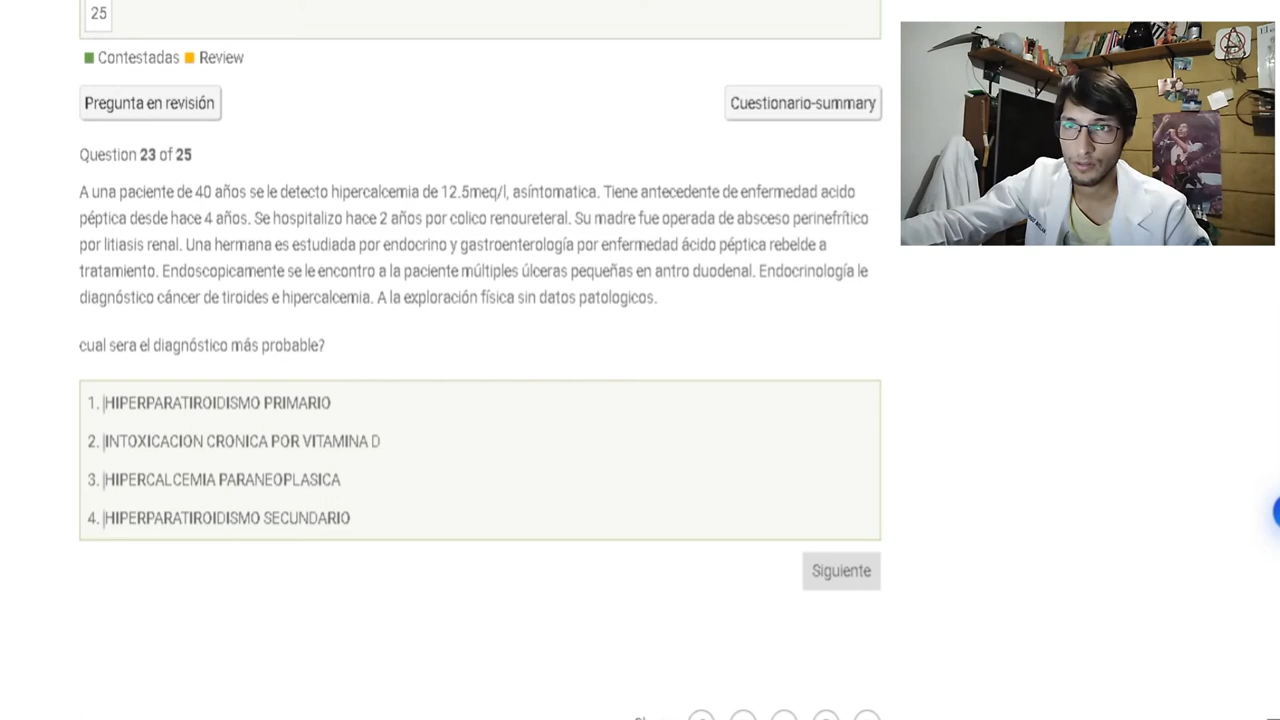 25
Contestadas Review
Pregunta en revisión
Cuestionario-summary
Question 23 of 25
A una paciente de 40 años se le detecto hipercalcemia de 12.5meq/l, asíntomatica. Tiene antecedente de enfermedad acido
péptica desde hace 4 años. Se hospitalizo hace 2 años por colico renoureteral. Su madre fue operada de absceso perinefrítico
por litiasis renal. Una hermana es estudiada por endocrino y gastroenterología por enfermedad ácido péptica rebelde a
tratamiento. Endoscopicamente se le encontro a la paciente múltiples úlceras pequeñas en antro duodenal. Endocrinología le
diagnóstico cáncer de tiroides e hipercalcemia. A la exploración física sin datos patologicos.
cual sera el diagnóstico más probable?
1. HIPERPARATIROIDISMO PRIMARIO
2. INTOXICACION CRONICA POR VITAMINA D
3. HIPERCALCEMIA PARANEOPLASICA
4. HIPERPARATIROIDISMO SECUNDARIO
Siguiente